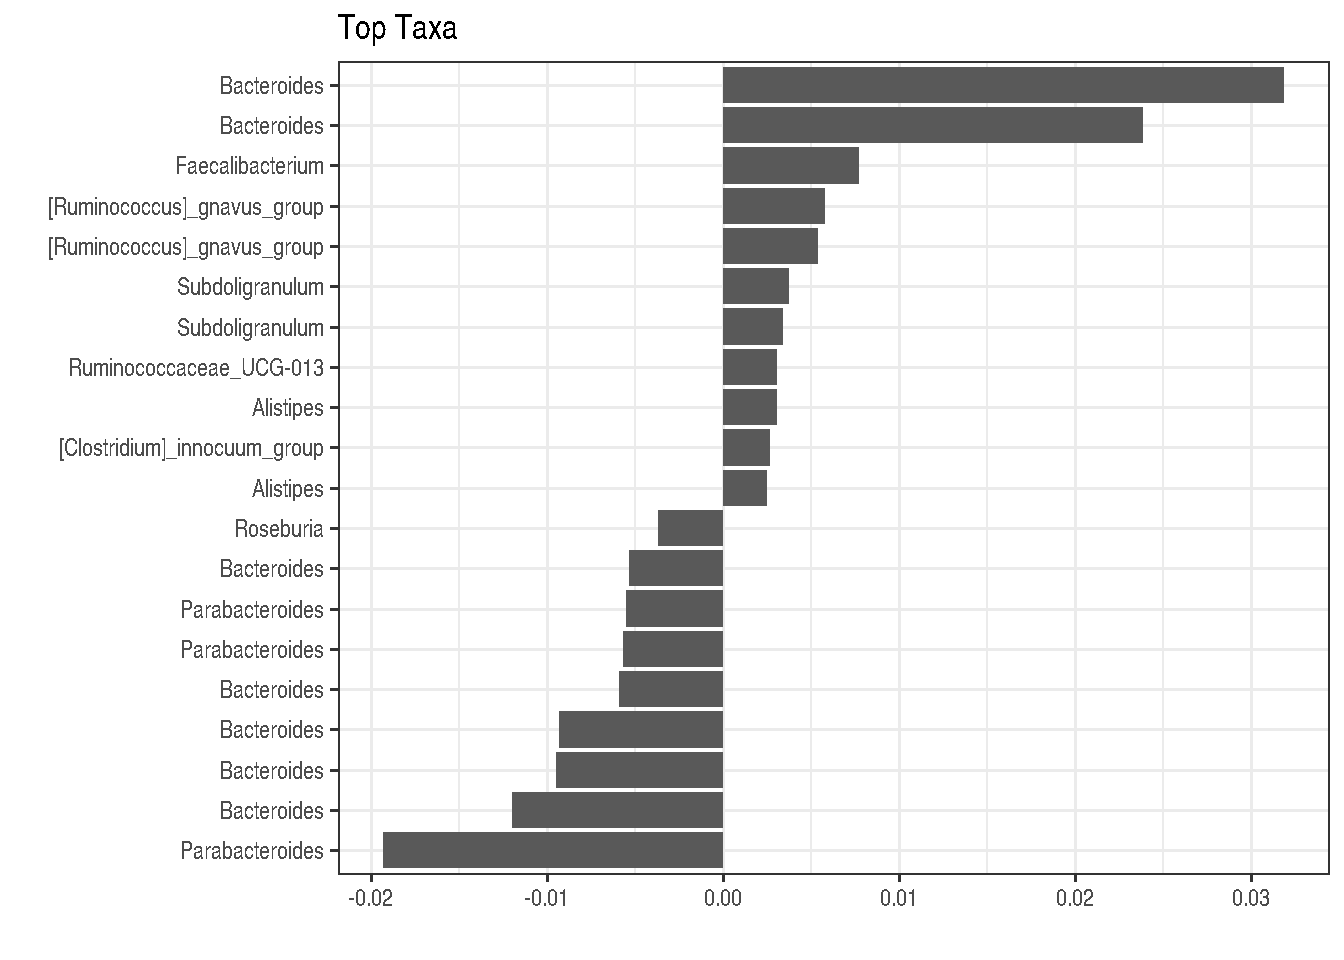 Top Taxa
Bacteroides
Bacteroides
Faecalibacterium
[Ruminococcus]_gnavus_group
[Ruminococcus]_gnavus_group
Subdoligranulum
Subdoligranulum
Ruminococcaceae_UCG-013
Alistipes
[Clostridium]_innocuum_group
Alistipes
Roseburia
Bacteroides
Parabacteroides
Parabacteroides
Bacteroides
Bacteroides
Bacteroides
Bacteroides
Parabacteroides
-0.02 -0.01 0.00 0.01 0.02 0.03